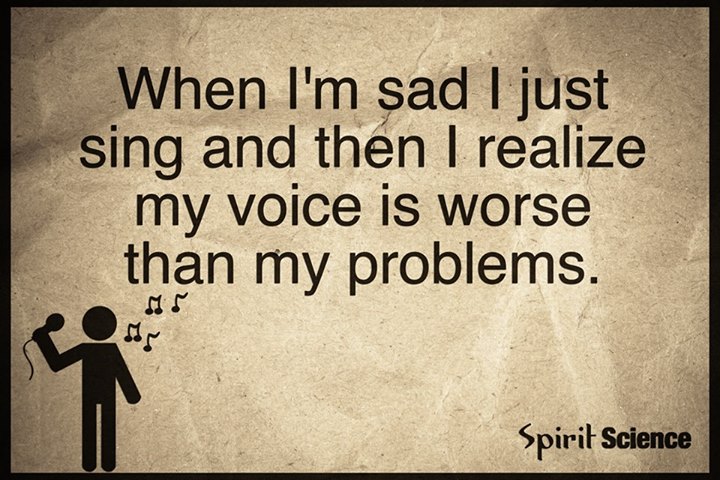 When I'm sad I just
sing and then I realize
my voice is worse
than my problems.
Spirit Science